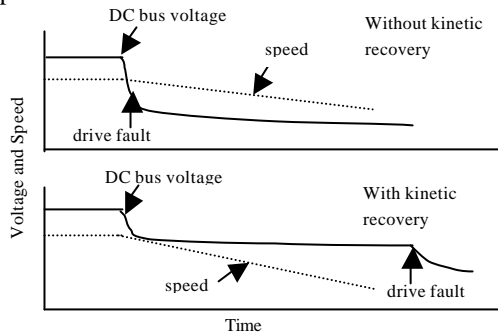 DC bus voltage
Without kinetic
recovery
speed
drive fault
DC bus voltage
With kinetic
recovery
speed
drive fault
Voltage and Speed
Time